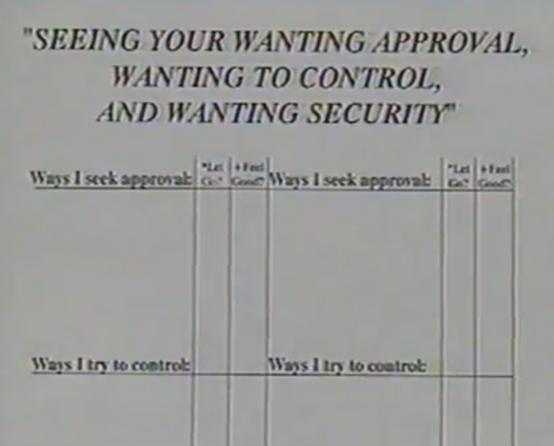 "SEEING YOUR WANTING APPROVAL,
WANTING TO CONTROL,
AND WANTING SECURITY"
Ways I seek approval: "Let Go" + Feel Good? Ways I seek approval: "Let Go" + Feel Good?
Ways I try to control: Ways I try to control: